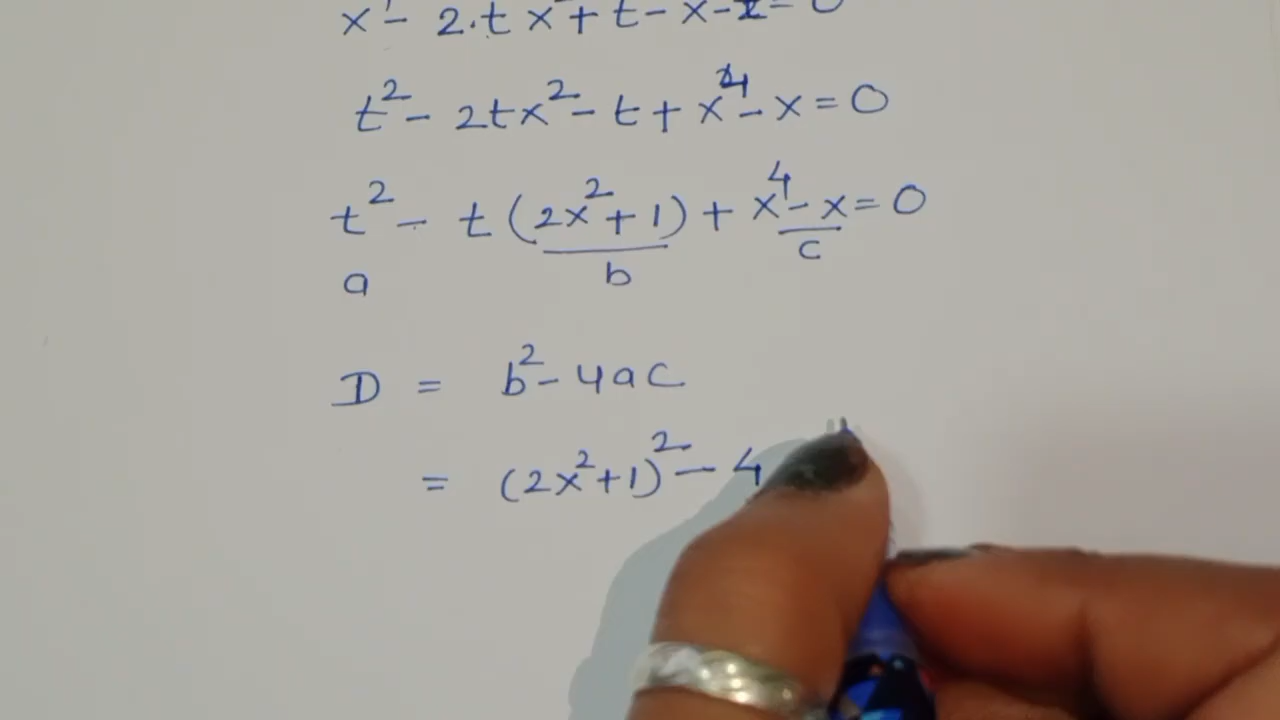 t² - 2tx² - t + x⁴ - x = 0
t² - t (2x² + 1) + x⁴ - x = 0
a b c
D = b² - 4ac
= (2x² + 1)² - 4